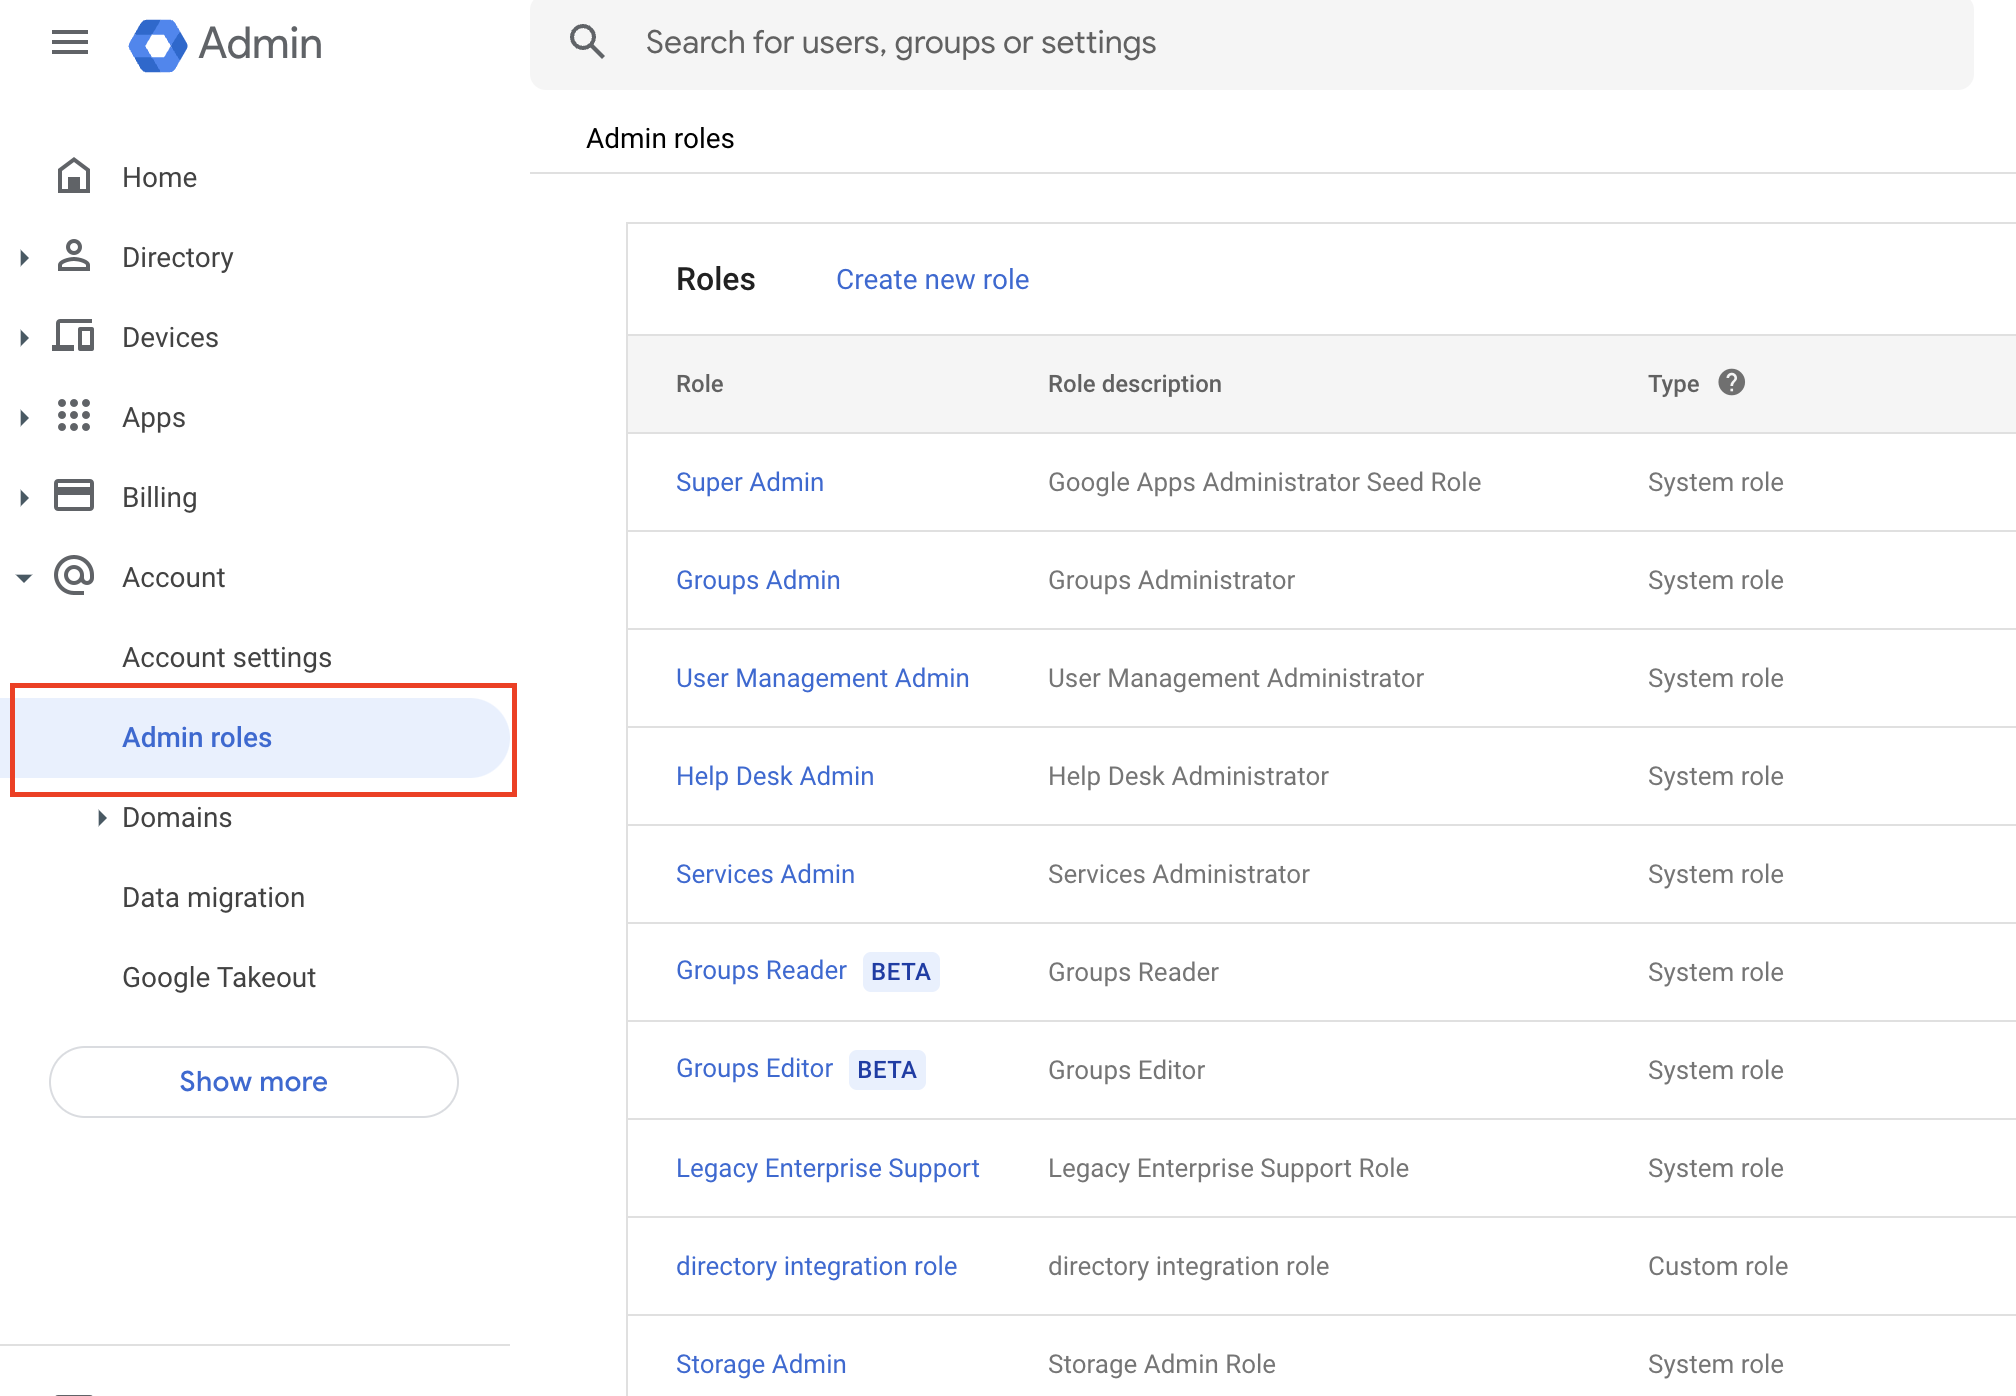 Admin
Search for users, groups or settings
Admin roles
Home
Directory
Devices
Apps
Billing
Account
Account settings
Admin roles
Domains
Data migration
Google Takeout
Show more
Roles Create new role
Role Role description Type ?
Super Admin Google Apps Administrator Seed Role System role
Groups Admin Groups Administrator System role
User Management Admin User Management Administrator System role
Help Desk Admin Help Desk Administrator System role
Services Admin Services Administrator System role
Groups Reader BETA Groups Reader System role
Groups Editor BETA Groups Editor System role
Legacy Enterprise Support Legacy Enterprise Support Role System role
directory integration role directory integration role Custom role
Storage Admin Storage Admin Role System role